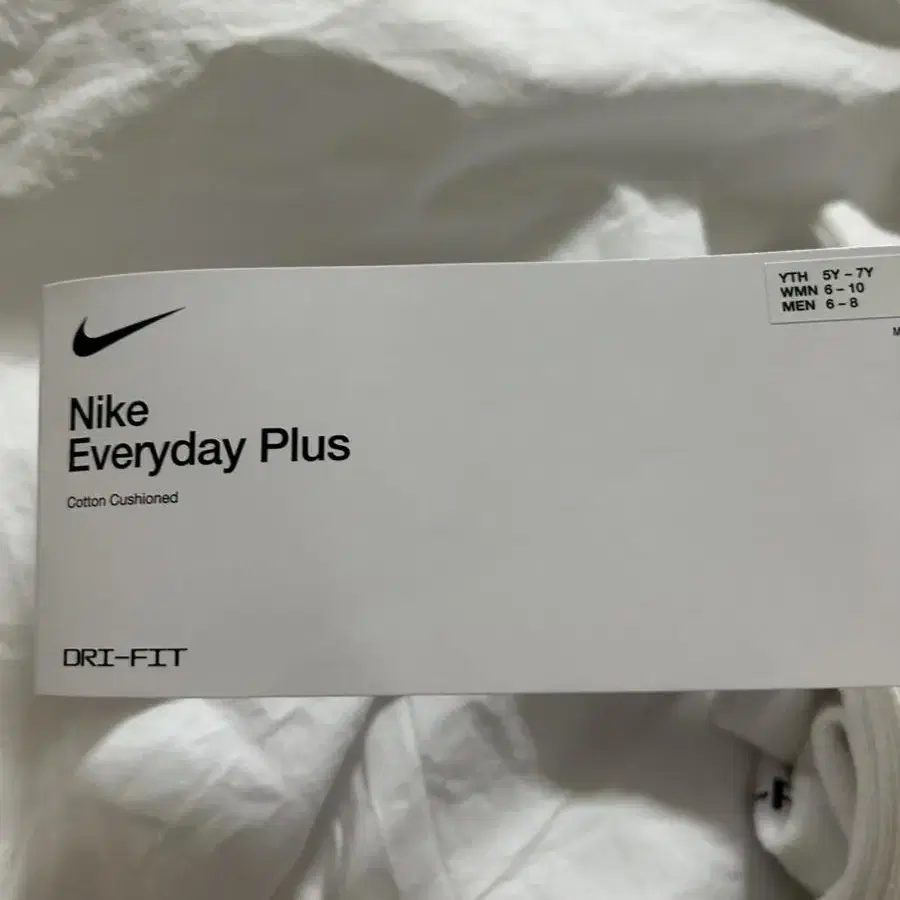 YTH 5Y – 7Y
WMN 6 – 10
MEN 6 – 8
M
Nike
Everyday Plus
Cotton Cushioned
DRI-FIT